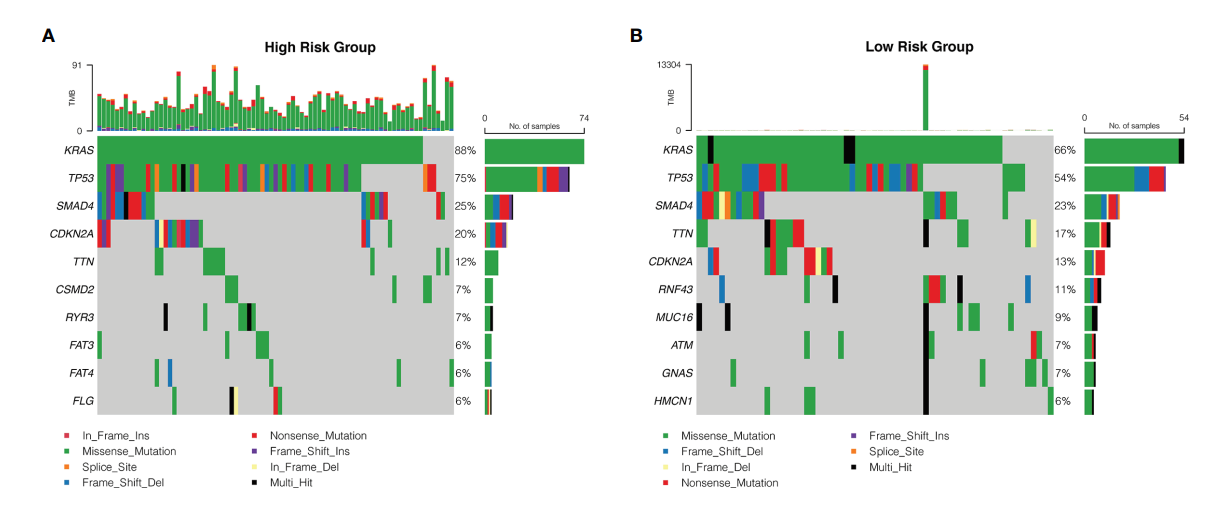 A
High Risk Group
91
TMB
0
0
74
No. of samples
KRAS
88%
TP53
75%
SMAD4
25%
CDKN2A
20%
TTN
12%
CSMD2
7%
RYR3
7%
FAT3
6%
FAT4
6%
FLG
6%
In_Frame_Ins
Missense_Mutation
Splice_Site
Frame_Shift_Del
Nonsense_Mutation
Frame_Shift_Ins
In_Frame_Del
Multi_Hit
B
Low Risk Group
13304
TMB
0
0
54
No. of samples
KRAS
66%
TP53
54%
SMAD4
23%
TTN
17%
CDKN2A
13%
RNF43
11%
MUC16
9%
ATM
7%
GNAS
7%
HMCN1
6%
Missense_Mutation
Frame_Shift_Del
In_Frame_Del
Nonsense_Mutation
Frame_Shift_Ins
Splice_Site
Multi_Hit